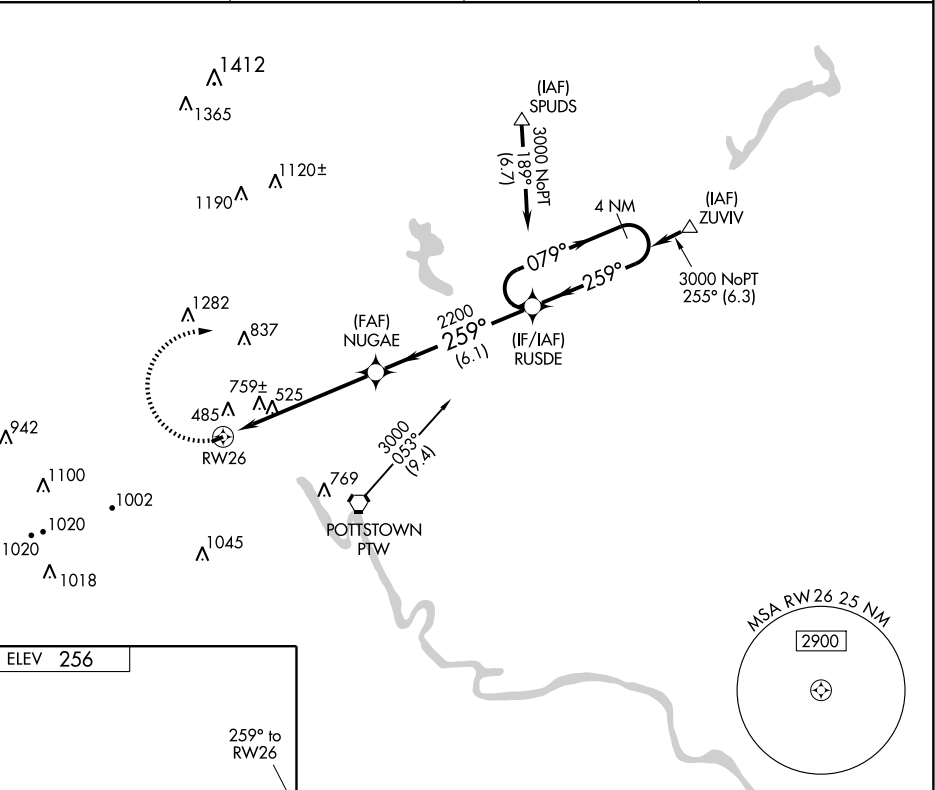 1412
1365
1120±
1190
(IAF)
SPUDS
3000 NoPT
189°
(6.7)
4 NM
(IAF)
ZUVIV
079°
259°
3000 NoPT
255° (6.3)
1282
837
(FAF)
NUGAE
2200
259°
(6.1)
(IF/IAF)
RUSDE
759±
525
485
RW26
942
3000
053°
(9.4)
1100
769
1002
1020
1020
POTTSTOWN
PTW
1045
1018
MSA RW26 25 NM
2900
ELEV 256
259° to
RW26